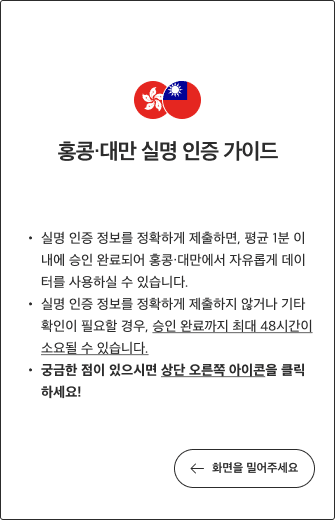 홍콩·대만 실명 인증 가이드
• 실명 인증 정보를 정확하게 제출하면, 평균 1분 이
내에 승인 완료되어 홍콩·대만에서 자유롭게 데이
터를 사용하실 수 있습니다.
• 실명 인증 정보를 정확하게 제출하지 않거나 기타
확인이 필요할 경우, 승인 완료까지 최대 48시간이
소요될 수 있습니다.
• 궁금한 점이 있으시면 상단 오른쪽 아이콘을 클릭
하세요!
← 화면을 밀어주세요